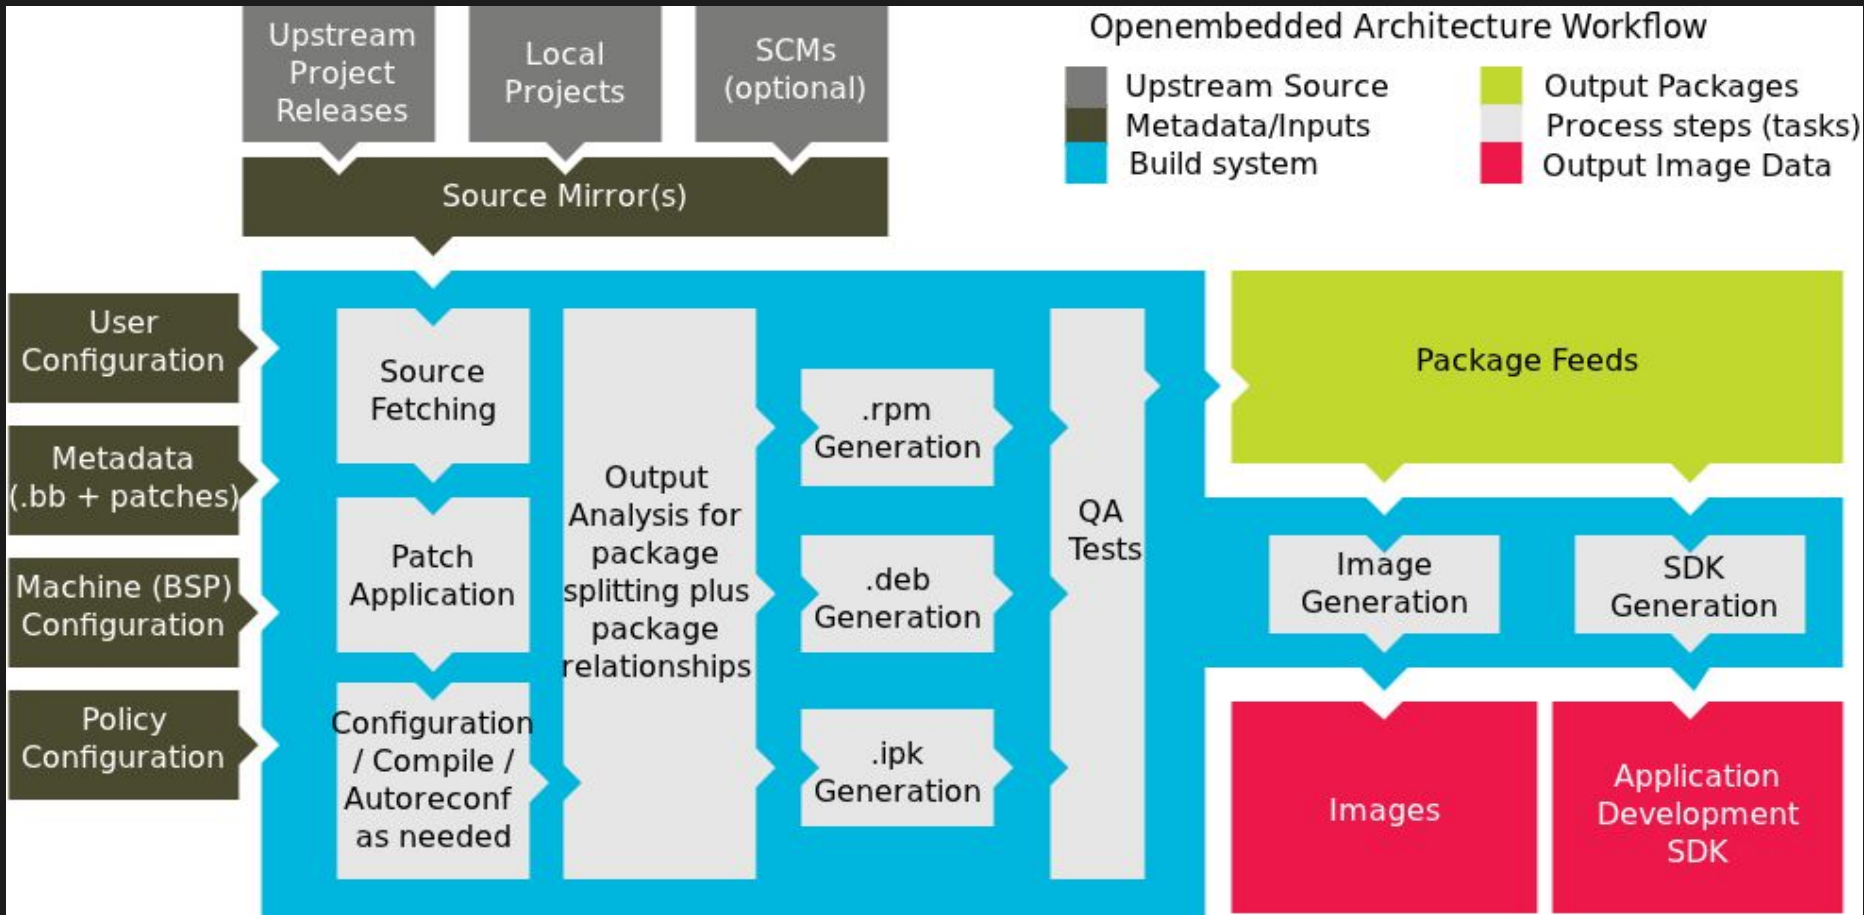 Upstream
Project
Releases
Local
Projects
SCMs
(optional)
Openembedded Architecture Workflow
Upstream Source
Metadata/Inputs
Build system
Output Packages
Process steps (tasks)
Output Image Data
Source Mirror(s)
User
Configuration
Metadata
(.bb + patches)
Machine (BSP)
Configuration
Policy
Configuration
Source
Fetching
Patch
Application
Configuration
/ Compile /
Autoreconf
as needed
Output
Analysis for
package
splitting plus
package
relationships
.rpm
Generation
.deb
Generation
.ipk
Generation
QA
Tests
Package Feeds
Image
Generation
SDK
Generation
Images
Application
Development
SDK